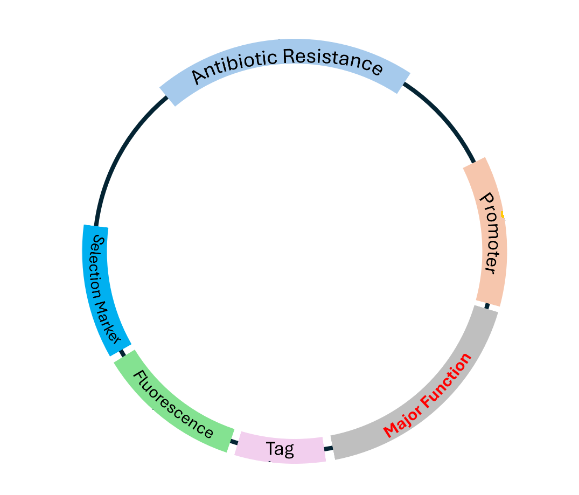 Antibiotic Resistance
Promoter
Major Function
Tag
Fluorescence
Selection Marker